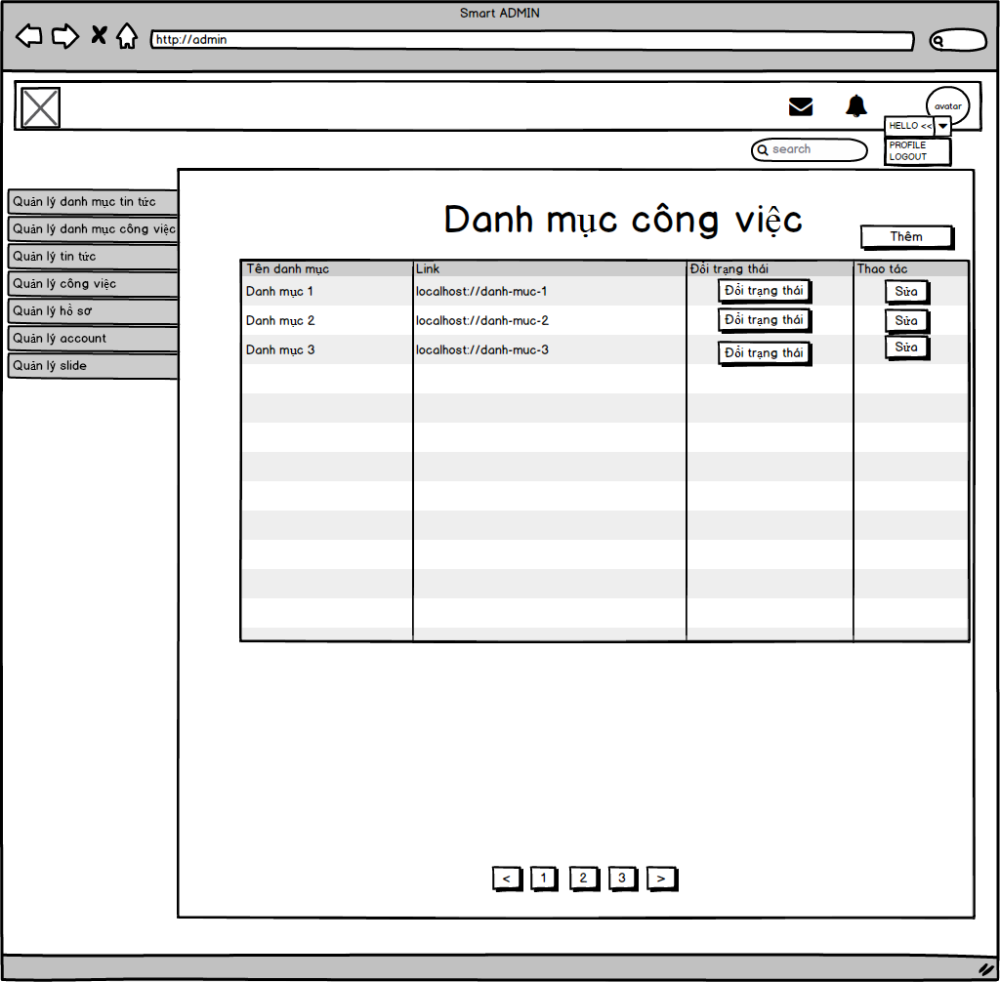 Smart ADMIN
http://admin
avatar
HELLO <<
PROFILE
LOGOUT
search
Quản lý danh mục tin tức
Quản lý danh mục công việc
Quản lý tin tức
Quản lý công việc
Quản lý hồ sơ
Quản lý account
Quản lý slide
Danh mục công việc
Thêm
Tên danh mục Link Đổi trạng thái Thao tác
Danh mục 1 localhost://danh-muc-1 Đổi trạng thái Sửa
Danh mục 2 localhost://danh-muc-2 Đổi trạng thái Sửa
Danh mục 3 localhost://danh-muc-3 Đổi trạng thái Sửa
< 1 2 3 >